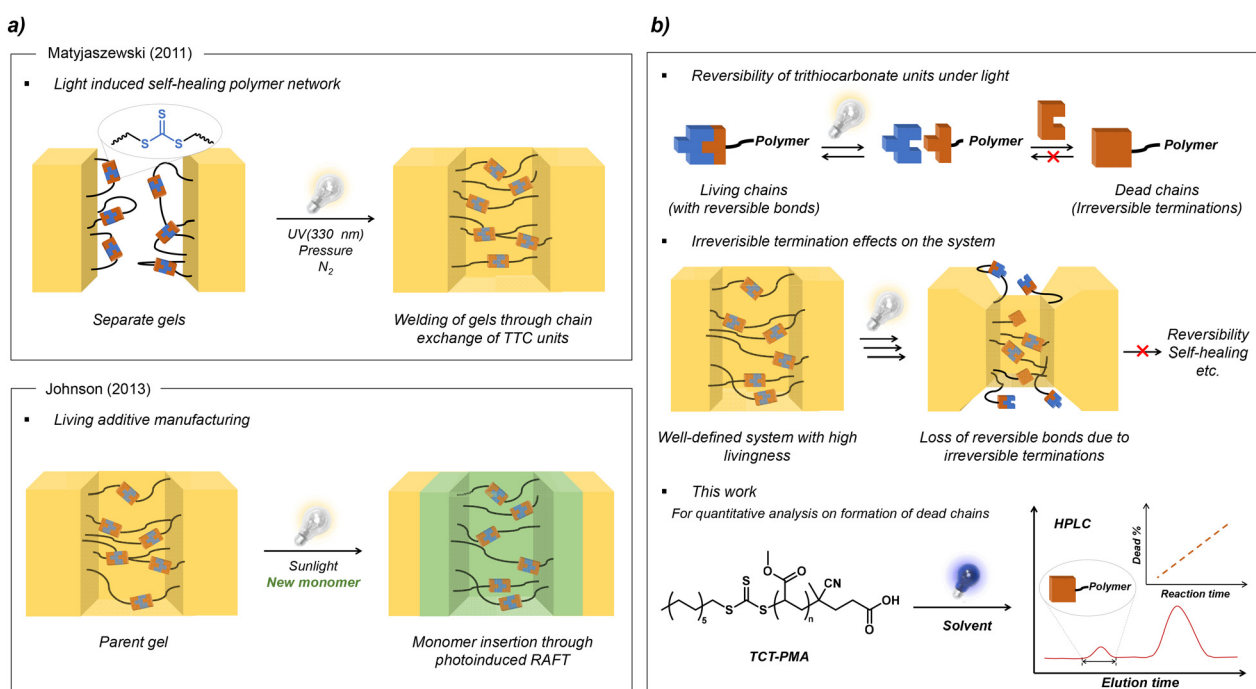 a)
Matyjaszewski (2011)
▪ Light induced self-healing polymer network
S
S S
UV(330 nm)
Pressure
N2
Separate gels
Welding of gels through chain
exchange of TTC units
Johnson (2013)
▪ Living additive manufacturing
Sunlight
New monomer
Parent gel
Monomer insertion through
photoinduced RAFT
b)
▪ Reversibility of trithiocarbonate units under light
Polymer
Polymer
Polymer
Living chains
(with reversible bonds)
Dead chains
(Irreversible terminations)
▪ Irreverisible termination effects on the system
Reversibility
Self-healing
etc.
Well-defined system with high
livingness
Loss of reversible bonds due to
irreversible terminations
▪ This work
For quantitative analysis on formation of dead chains
O O
S CN
5 S S n OH
O
TCT-PMA
Solvent
HPLC
Polymer
Dead %
Reaction time
Elution time